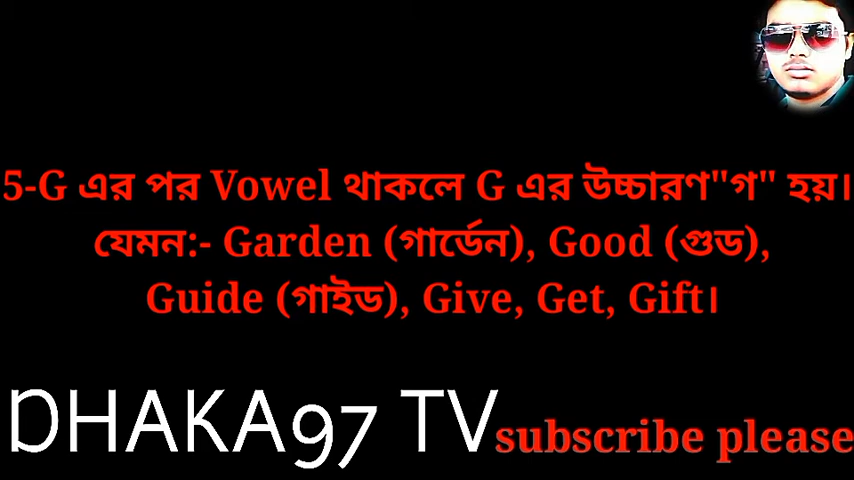 5-G এর পর Vowel থাকলে G এর উচ্চারণ"গ" হয়।
যেমন:- Garden (গার্ডেন), Good (গুড),
Guide (গাইড), Give, Get, Gift।
DHAKA97 TV subscribe please